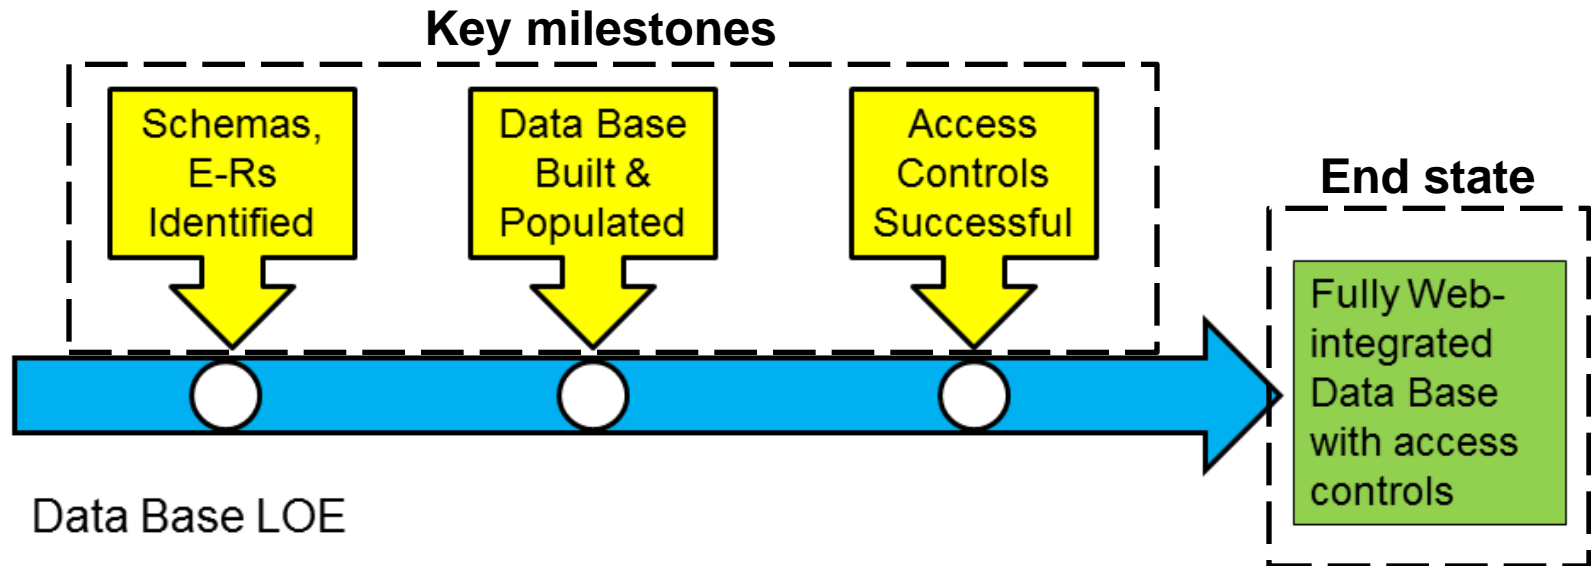 Key milestones
Schemas,
E-Rs
Identified
Data Base
Built &
Populated
Access
Controls
Successful
End state
Fully Web-
integrated
Data Base
with access
controls
Data Base LOE